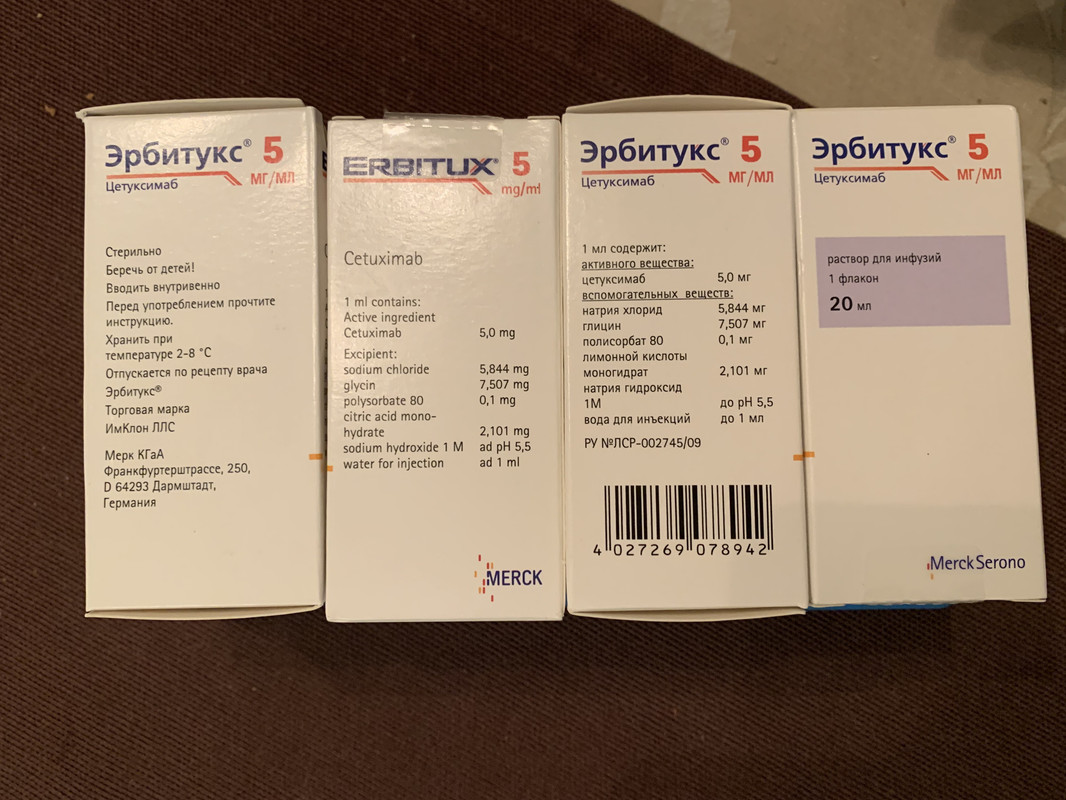 Эрбитукс® 5
мг/мл
Цетуксимаб
Стерильно
Беречь от детей!
Вводить внутривенно
Перед употреблением прочтите
инструкцию.
Хранить при
температуре 2-8 °C
Отпускается по рецепту врача
Эрбитукс®
Торговая марка
ИмКлон ЛЛС
Мерк КГаА
Франкфуртерштрассе, 250,
D 64293 Дармштадт,
Германия
ERBITUX® 5
mg/ml
Cetuximab
1 ml contains:
Active ingredient
Cetuximab 5,0 mg
Excipient:
sodium chloride 5,844 mg
glycin 7,507 mg
polysorbate 80 0,1 mg
citric acid mono-
hydrate 2,101 mg
sodium hydroxide 1 M ad pH 5,5
water for injection ad 1 ml
MERCK
Эрбитукс® 5
мг/мл
Цетуксимаб
1 мл содержит:
активного вещества:
цетуксимаб 5,0 мг
вспомогательных веществ:
натрия хлорид 5,844 мг
глицин 7,507 мг
полисорбат 80 0,1 мг
лимонной кислоты
моногидрат 2,101 мг
натрия гидроксид
1М до pH 5,5
вода для инъекций до 1 мл
РУ №ЛСР-002745/09
4 027269 078942
Эрбитукс® 5
мг/мл
Цетуксимаб
раствор для инфузий
1 флакон
20 мл
Merck Serono